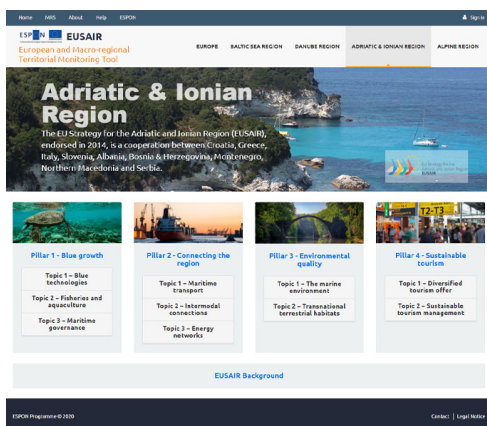 Home MRS About Help ESPON Sign in
ESPON EUSAIR
European and Macro-regional
Territorial Monitoring Tool
EUROPE BALTIC SEA REGION DANUBE REGION ADRIATIC & IONIAN REGION ALPINE REGION
Adriatic & Ionian
Region
The EU Strategy for the Adriatic and Ionian Region (EUSAIR),
endorsed in 2014, is a cooperation between Croatia, Greece,
Italy, Slovenia, Albania, Bosnia & Herzegovina, Montenegro,
Northern Macedonia and Serbia.
EUSAIR
T2-T3
Pillar 1 - Blue growth
Topic 1 – Blue
technologies
Topic 2 – Fisheries and
aquaculture
Topic 3 – Maritime
governance
Pillar 2 - Connecting the
region
Topic 1 – Maritime
transport
Topic 2 – Intermodal
connections
Topic 3 – Energy
networks
Pillar 3 - Environmental
quality
Topic 1 – The marine
environment
Topic 2 – Transnational
terrestrial habitats
Pillar 4 - Sustainable
tourism
Topic 1 – Diversified
tourism offer
Topic 2 – Sustainable
tourism management
EUSAIR Background
ESPON Programme © 2020
Contact | Legal Notice